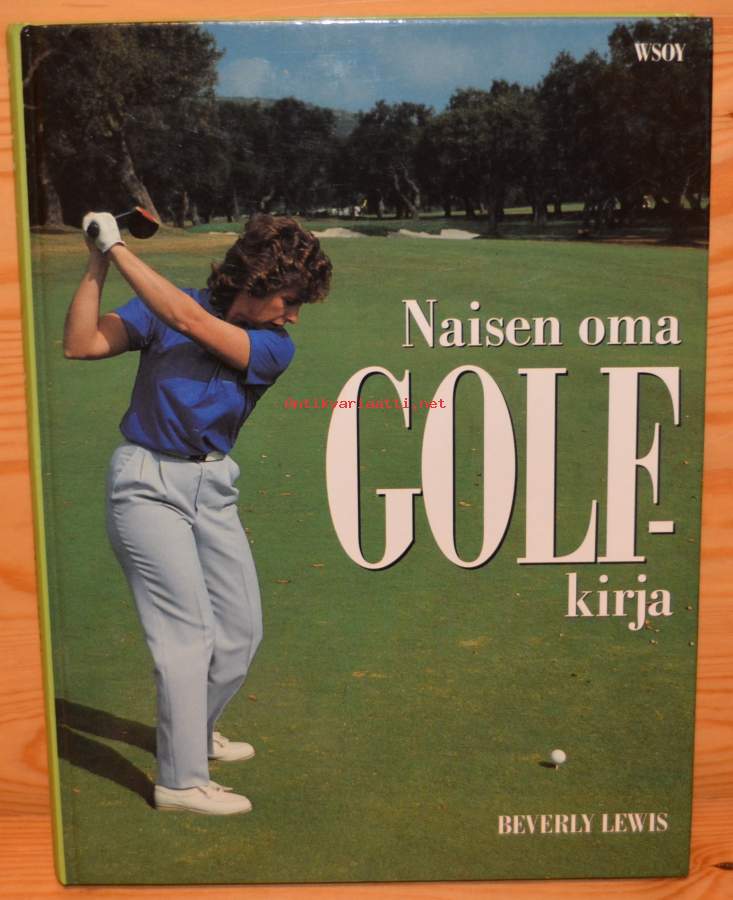 WSOY
Naisen oma
GOLF-
kirja
Antikvariaatti.net
BEVERLY LEWIS